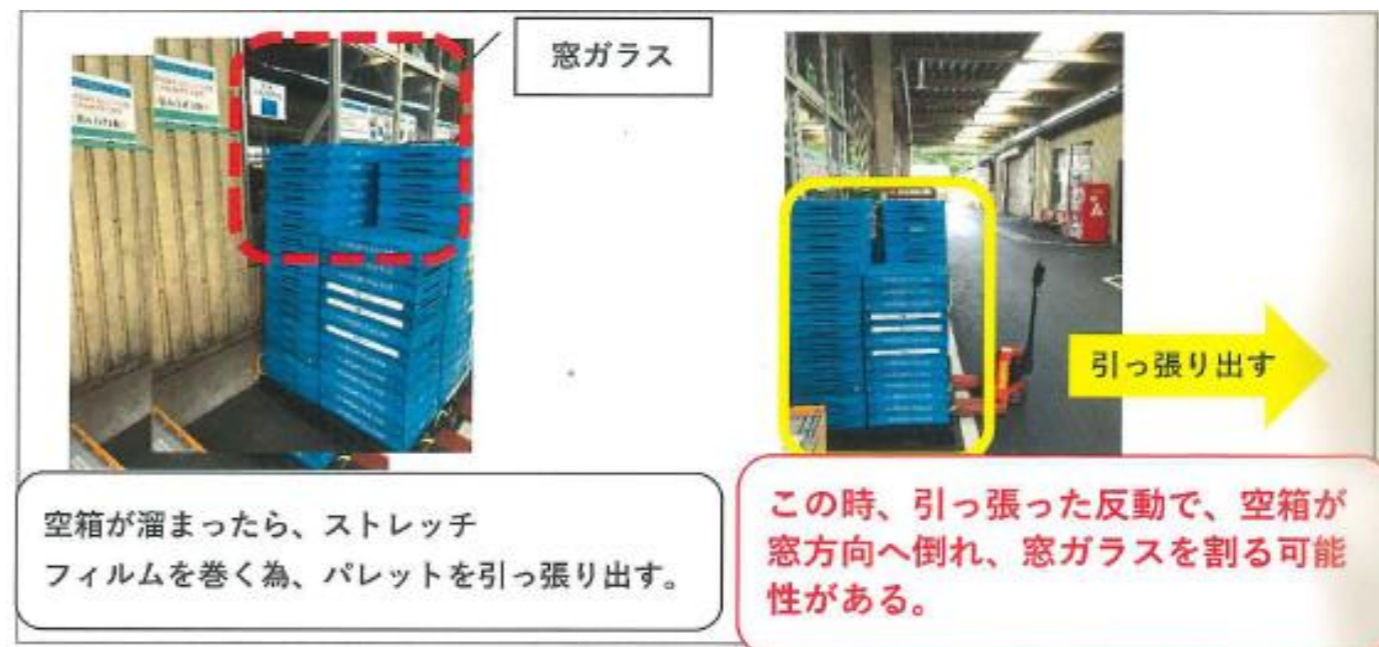 窓ガラス
引っ張り出す
空箱が溜まったら、ストレッチ
フィルムを巻く為、パレットを引っ張り出す。
この時、引っ張った反動で、空箱が
窓方向へ倒れ、窓ガラスを割る可能
性がある。